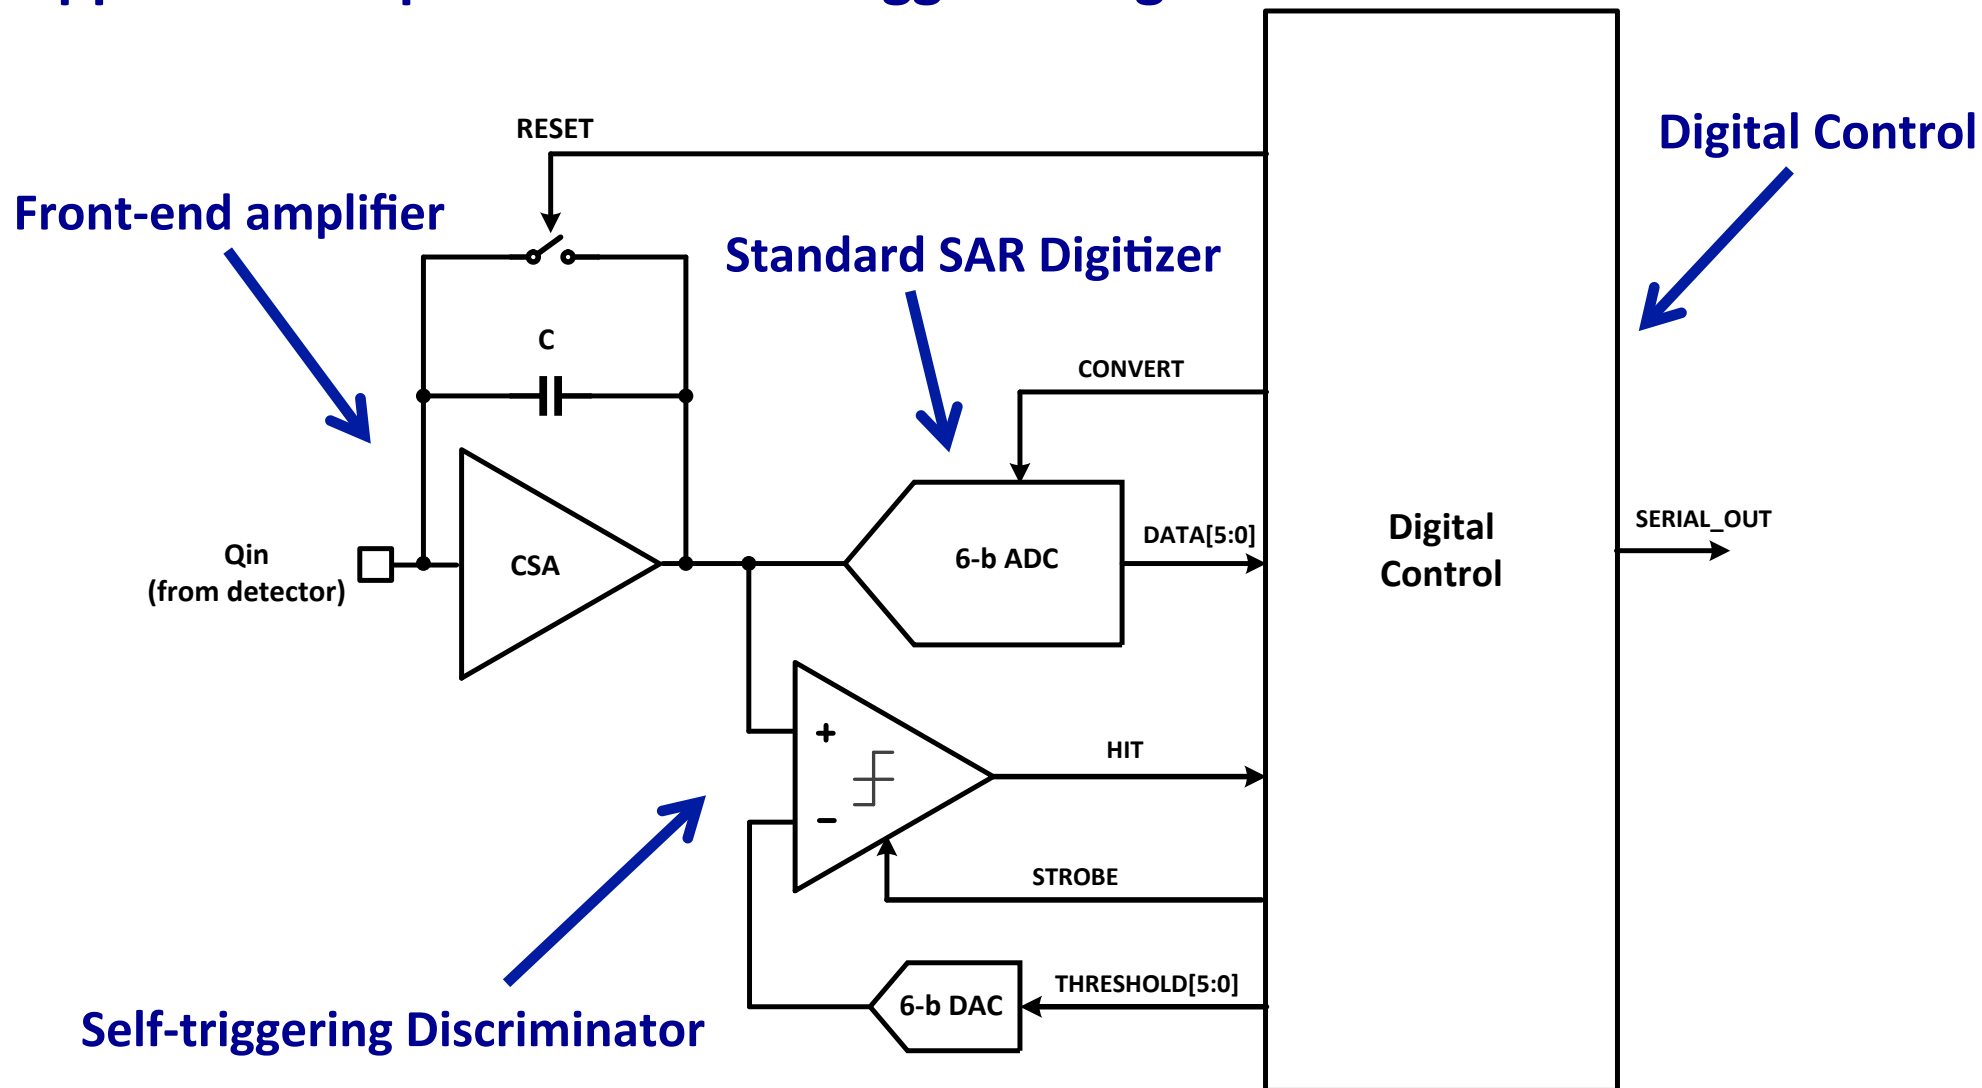 RESET
Digital Control
Front-end amplifier
Standard SAR Digitizer
C
CONVERT
Qin
(from detector)
CSA
6-b ADC
DATA[5:0]
Digital
Control
SERIAL_OUT
+
HIT
−
STROBE
6-b DAC
THRESHOLD[5:0]
Self-triggering Discriminator